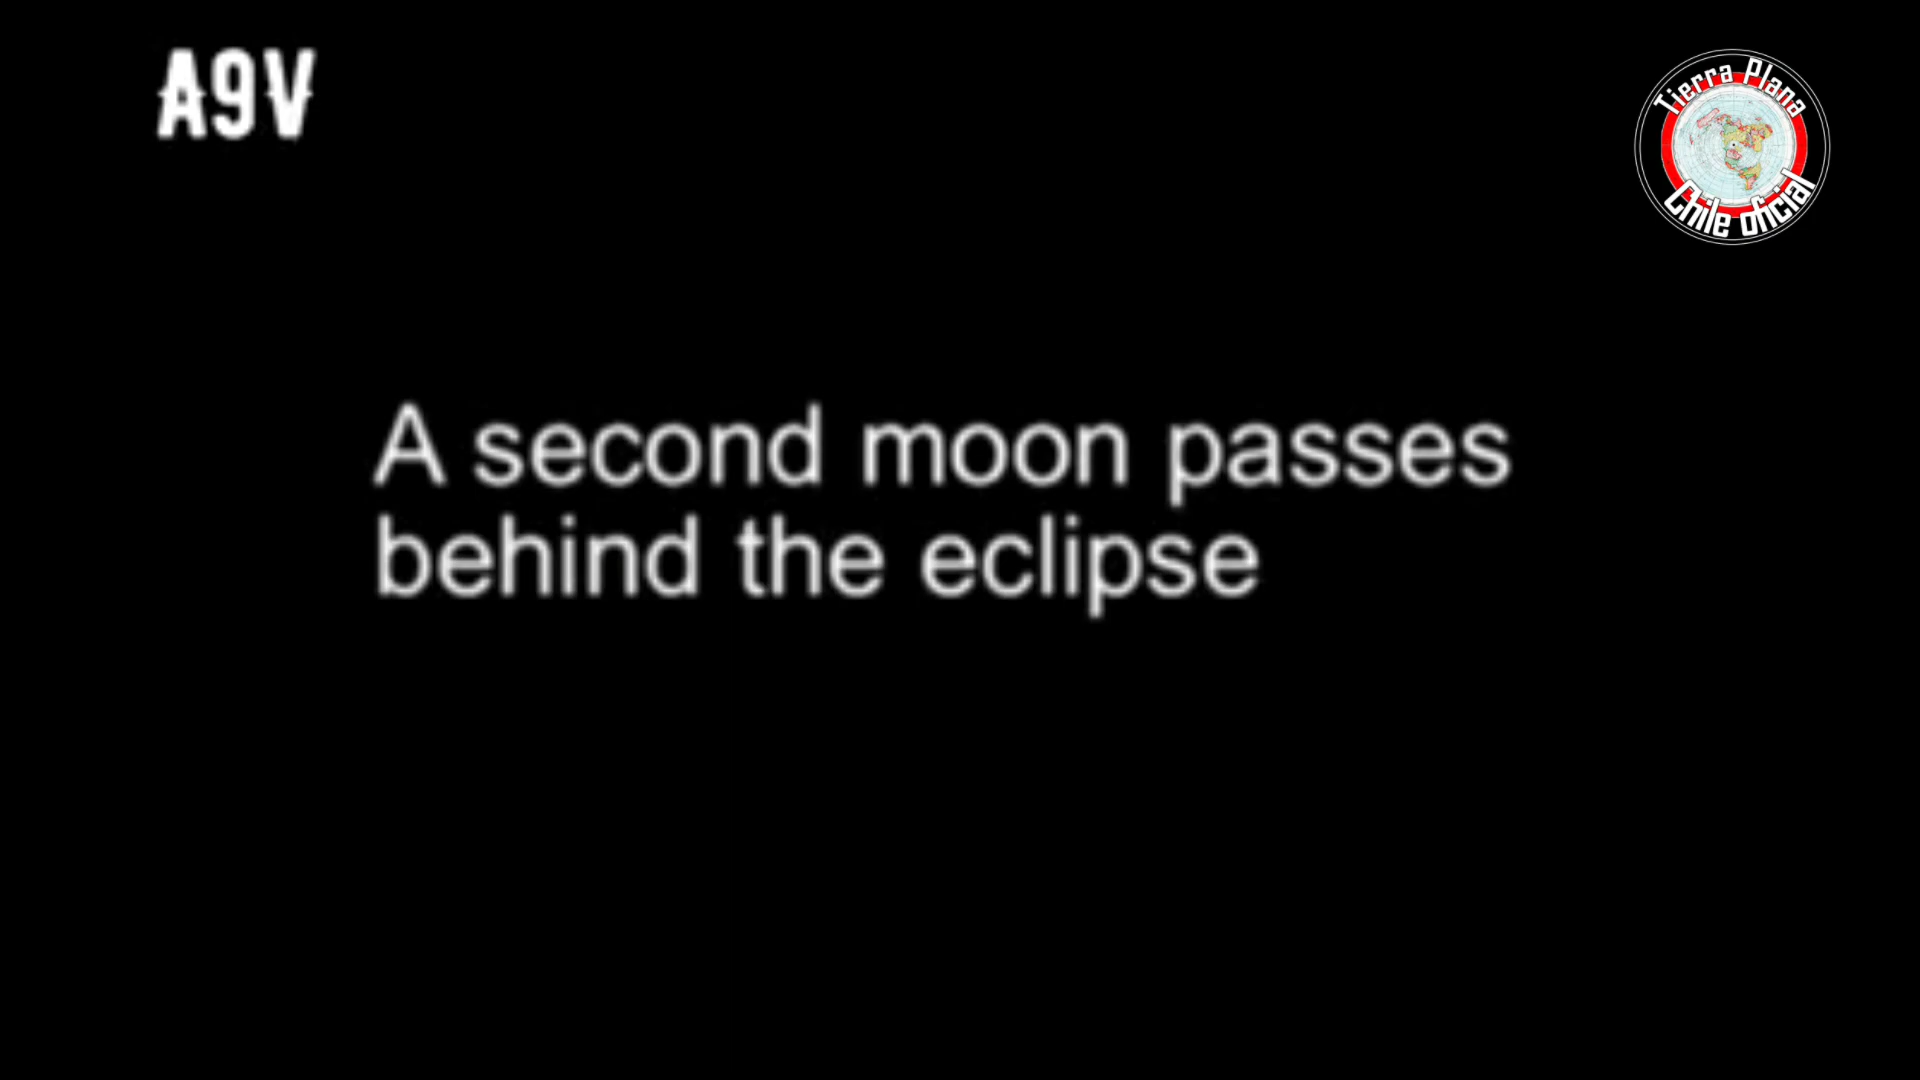 A9V
Tierra Plana
Chile oficial
A second moon passes
behind the eclipse